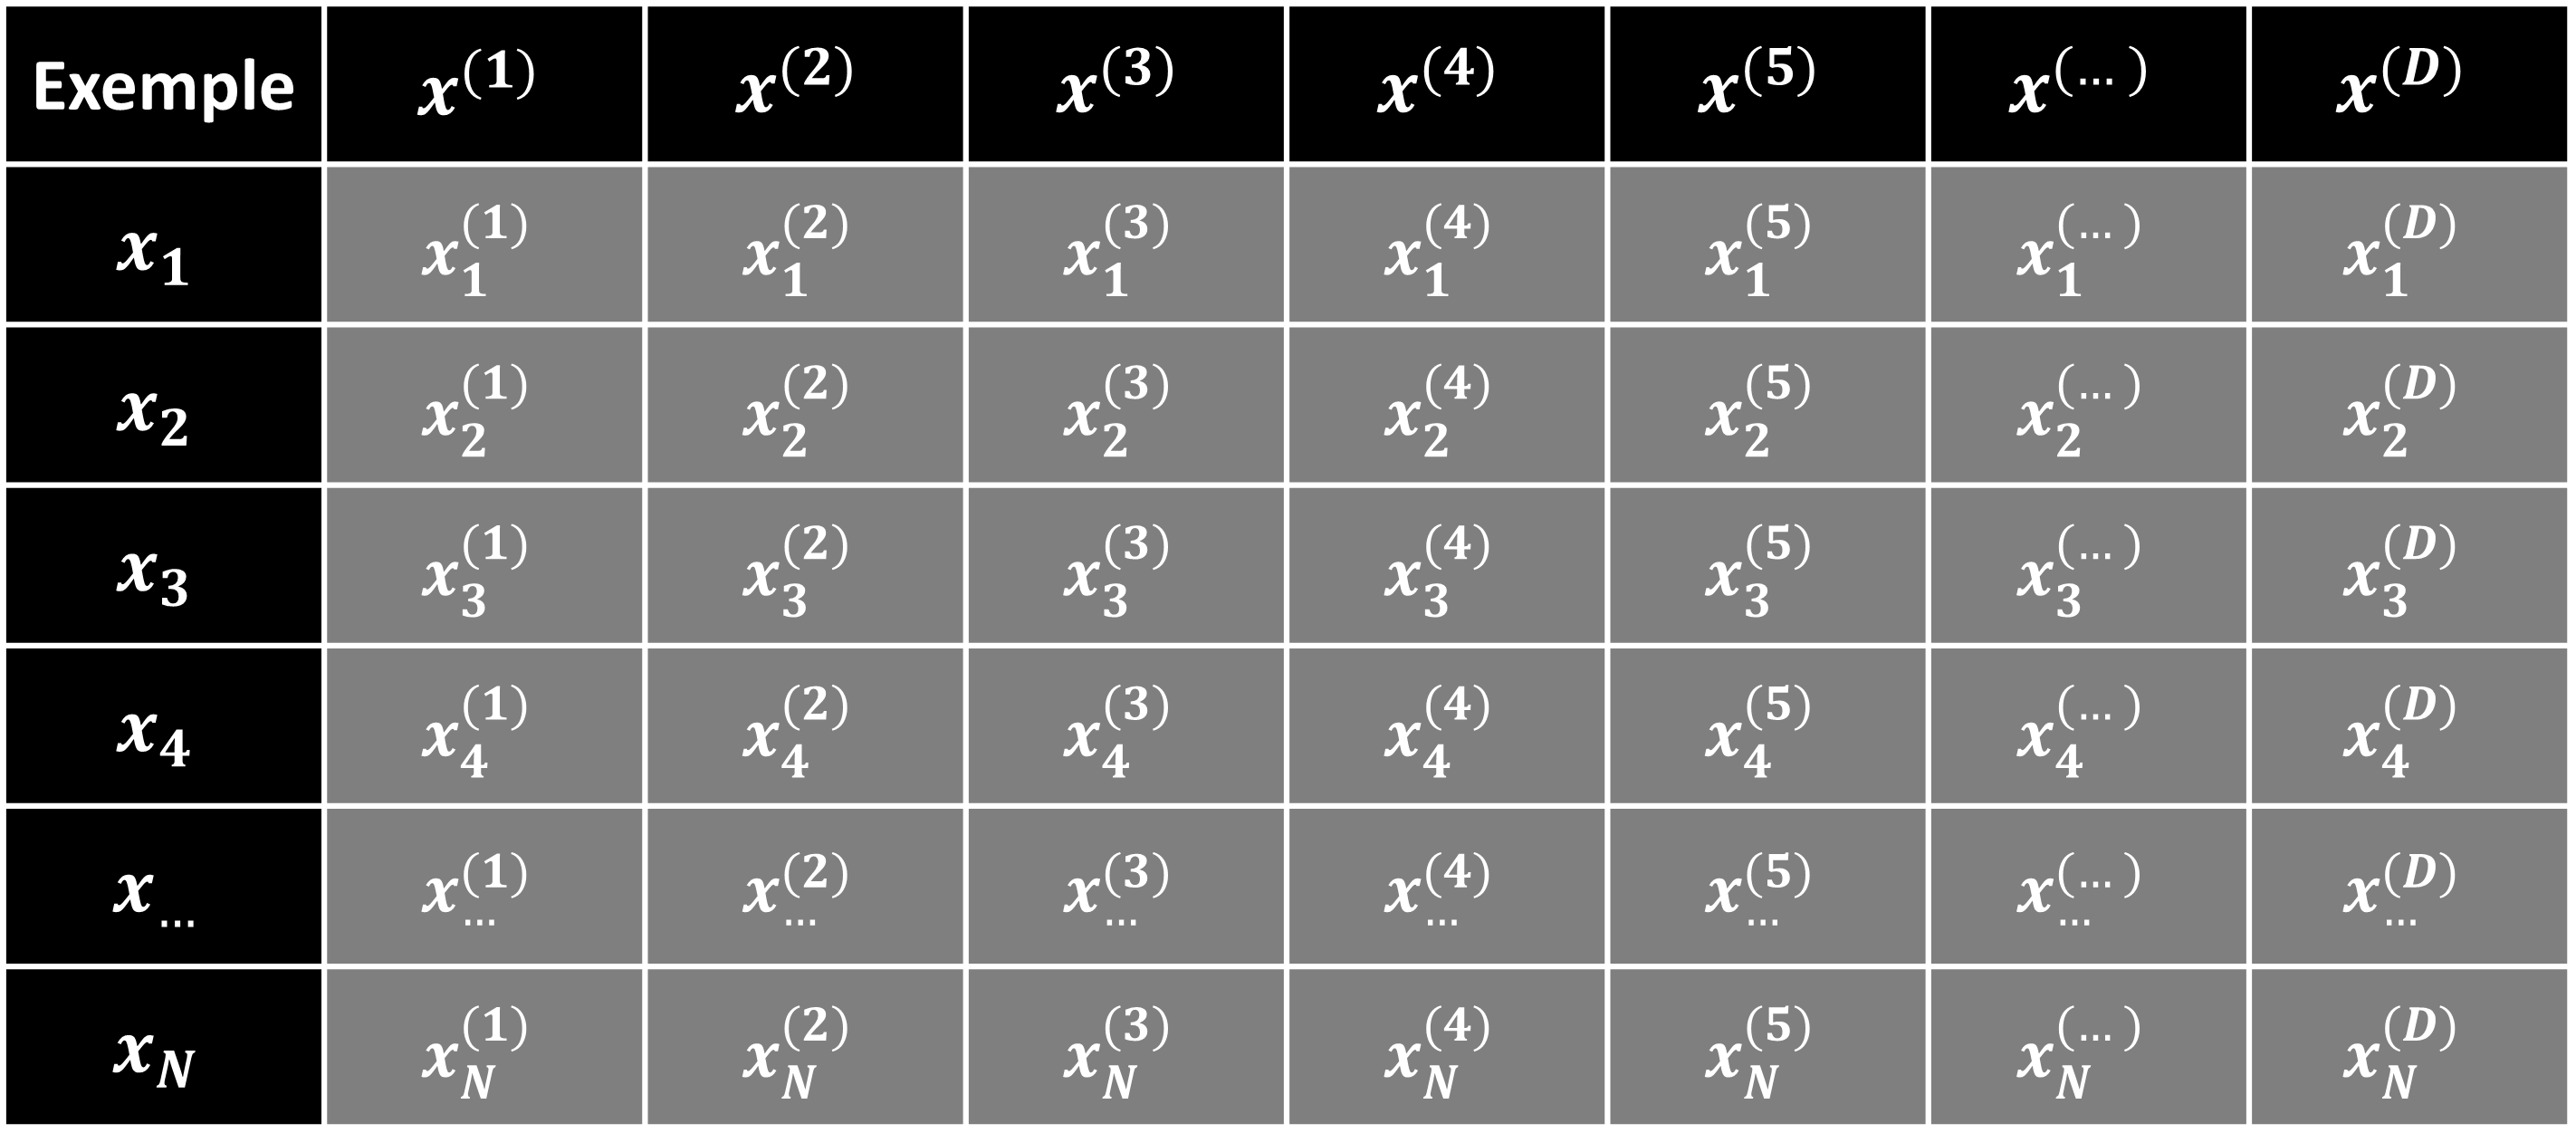 Exemple x^(1) x^(2) x^(3) x^(4) x^(5) x^(...) x^(D)
x_1 x_1^(1) x_1^(2) x_1^(3) x_1^(4) x_1^(5) x_1^(...) x_1^(D)
x_2 x_2^(1) x_2^(2) x_2^(3) x_2^(4) x_2^(5) x_2^(...) x_2^(D)
x_3 x_3^(1) x_3^(2) x_3^(3) x_3^(4) x_3^(5) x_3^(...) x_3^(D)
x_4 x_4^(1) x_4^(2) x_4^(3) x_4^(4) x_4^(5) x_4^(...) x_4^(D)
x_... x_...^(1) x_...^(2) x_...^(3) x_...^(4) x_...^(5) x_...^(...) x_...^(D)
x_N x_N^(1) x_N^(2) x_N^(3) x_N^(4) x_N^(5) x_N^(...) x_N^(D)